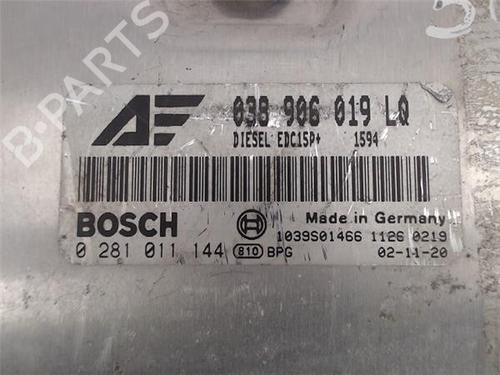 B-PARTS
AE 038 906 019 LQ
DIESEL EDC15P+ 1594
BOSCH
Made in Germany
1039S01466 1126 0219
0 281 011 144 810 BPG 02-11-20